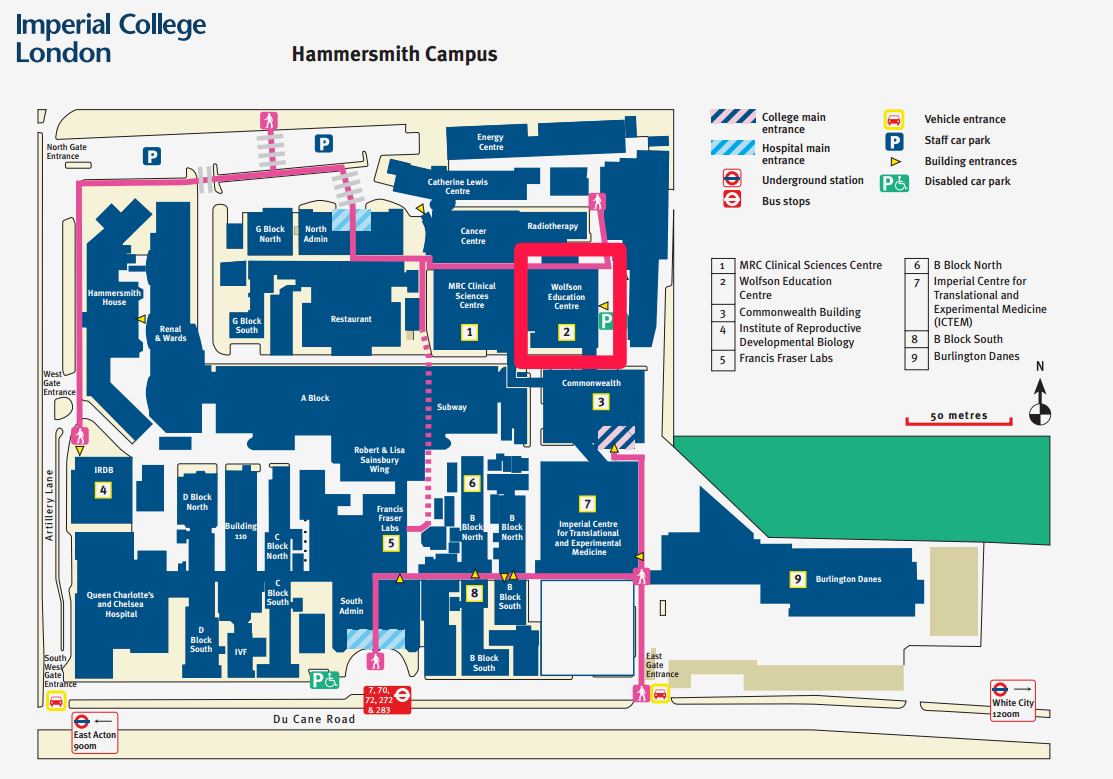 Imperial College
London
Hammersmith Campus
College main
entrance
Hospital main
entrance
Underground station
Bus stops
Vehicle entrance
P
Staff car park
Building entrances
P
Disabled car park
1 MRC Clinical Sciences Centre
2 Wolfson Education
Centre
3 Commonwealth Building
4 Institute of Reproductive
Developmental Biology
5 Francis Fraser Labs
6 B Block North
7 Imperial Centre for
Translational and
Experimental Medicine
(ICTEM)
8 B Block South
9 Burlington Danes
N
50 metres
North Gate
Entrance
P
P
Energy
Centre
Catherine Lewis
Centre
G Block
North
North
Admin
Cancer
Centre
Radiotherapy
Hammersmith
House
Renal
& Wards
G Block
South
Restaurant
MRC Clinical
Sciences
Centre
1
Wolfson
Education
Centre
2
P
West
Gate
Entrance
A Block
Subway
Commonwealth
3
Robert & Lisa
Sainsbury
Wing
Artillery Lane
IRDB
4
D Block
North
Building
110
C
Block
North
Francis
Fraser
Labs
5
6
B
Block
North
B
Block
North
7
Imperial Centre
for Translational
and Experimental
Medicine
Queen Charlotte's
and Chelsea
Hospital
D
Block
South
IVF
C
Block
South
South
Admin
8
B
Block
South
B Block
South
9 Burlington Danes
South
West
Gate
Entrance
P
East
Gate
Entrance
7, 70,
72, 272
& 283
Du Cane Road
East Acton
900m
White City
1200m